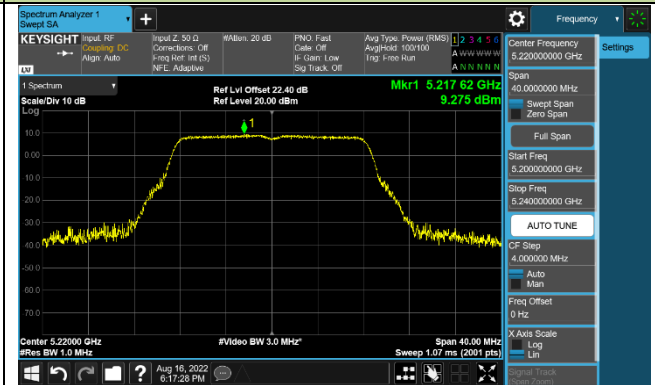 Spectrum Analyzer 1
Swept SA
+
Frequency
KEYSIGHT
Input: RF
Coupling: DC
Align: Auto
Input Z: 50 Ω
Corrections: Off
Freq Ref: Int (S)
NFE: Adaptive
#Atten: 20 dB
PNO: Fast
Gate: Off
IF Gain: Low
Sig Track: Off
Avg Type: Power (RMS)
Avg|Hold: 100/100
Trig: Free Run
1 2 3 4 5 6
A W W W W W
A N N N N N
LXI
1 Spectrum
Scale/Div 10 dB
Log
Ref Lvl Offset 22.40 dB
Ref Level 20.00 dBm
Mkr1 5.217 62 GHz
9.275 dBm
1
10.0
0.00
-10.0
-20.0
-30.0
-40.0
-50.0
-60.0
-70.0
Center 5.22000 GHz
#Res BW 1.0 MHz
#Video BW 3.0 MHz*
Span 40.00 MHz
Sweep 1.07 ms (2001 pts)
Center Frequency
5.220000000 GHz
Settings
Span
40.0000000 MHz
Swept Span
Zero Span
Full Span
Start Freq
5.200000000 GHz
Stop Freq
5.240000000 GHz
AUTO TUNE
CF Step
4.000000 MHz
Auto
Man
Freq Offset
0 Hz
X Axis Scale
Log
Lin
Signal Track
(Span Zoom)
?
Aug 16, 2022
6:17:28 PM